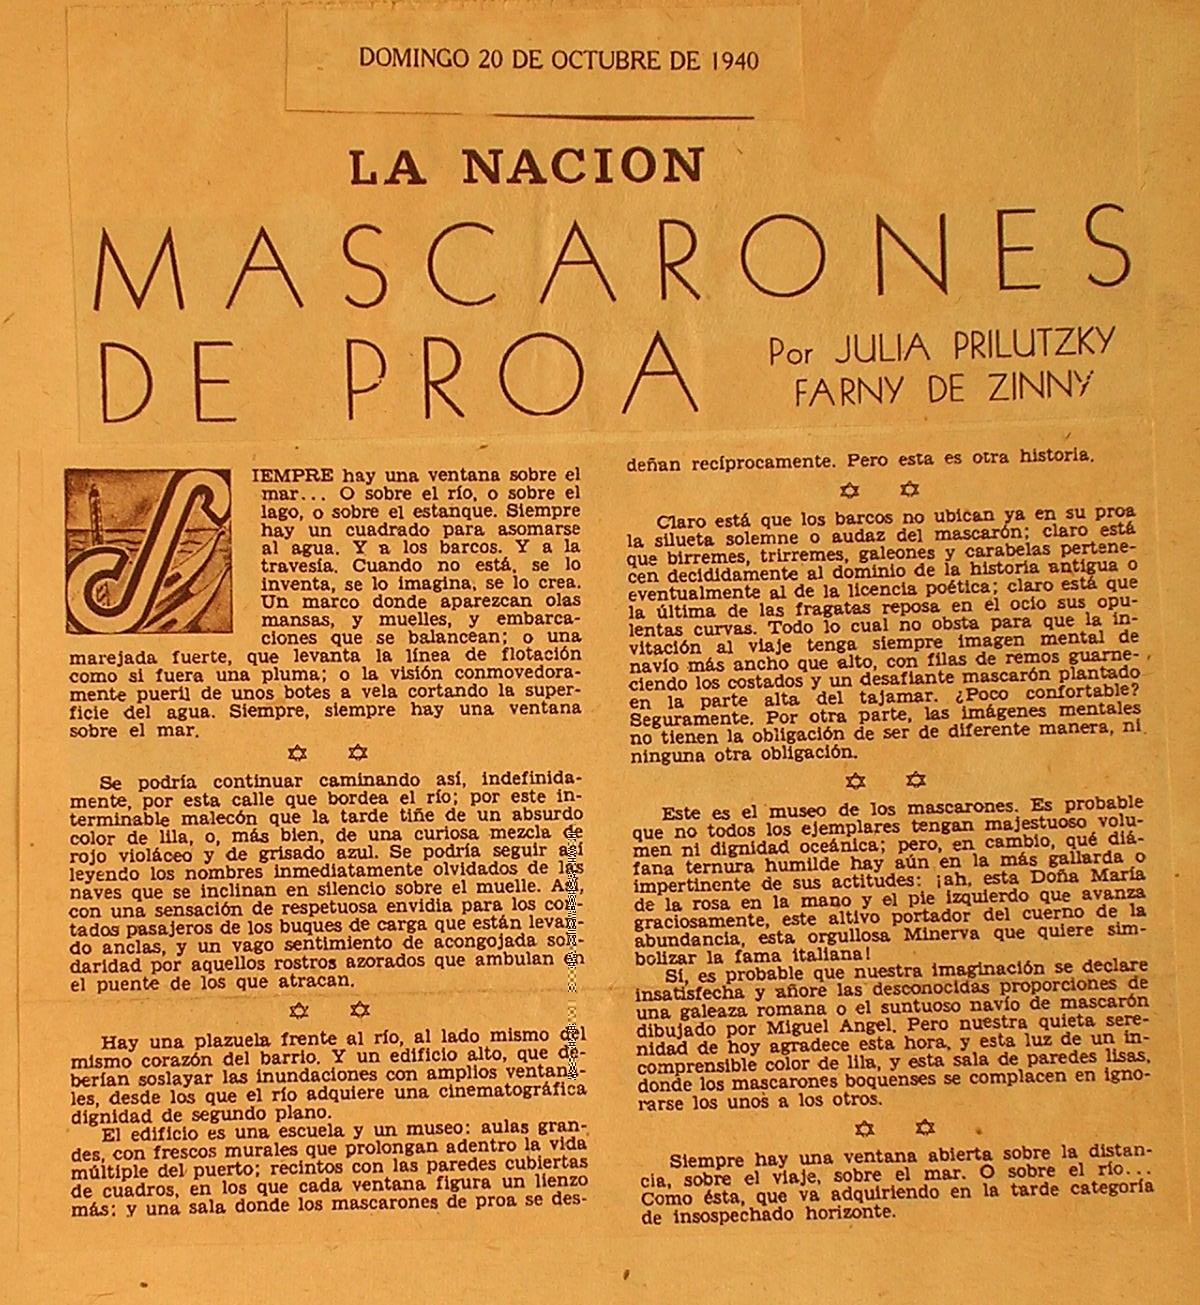 DOMINGO 20 DE OCTUBRE DE 1940
LA NACION
MASCARONES
DE PROA
Por JULIA PRILUTZKY
FARNY DE ZINNY
SIEMPRE hay una ventana sobre el
mar... O sobre el río, o sobre el
lago, o sobre el estanque. Siempre
hay un cuadrado para asomarse
al agua. Y a los barcos. Y a la
travesía. Cuando no está, se lo
inventa, se lo imagina, se lo crea.
Un marco donde aparezcan olas
mansas, y muelles, y embarca-
ciones que se balancean; o una
marejada fuerte, que levanta la línea de flotación
como si fuera una pluma; o la visión conmovedora-
mente pueril de unos botes a vela cortando la super-
ficie del agua. Siempre, siempre hay una ventana
sobre el mar.
Se podría continuar caminando así, indefinida-
mente, por esta calle que bordea el río; por este in-
terminable malecón que la tarde tiñe de un absurdo
color de lila, o, más bien, de una curiosa mezcla de
rojo violáceo y de grisado azul. Se podría seguir así
leyendo los nombres inmediatamente olvidados de las
naves que se inclinan en silencio sobre el muelle. Así,
con una sensación de respetuosa envidia para los con-
tados pasajeros de los buques de carga que están levan-
do anclas, y un vago sentimiento de acongojada soli-
daridad por aquellos rostros azorados que ambulan en
el puente de los que atracan.
Hay una plazuela frente al río, al lado mismo del
mismo corazón del barrio. Y un edificio alto, que de-
berían soslayar las inundaciones con amplios ventana-
les, desde los que el río adquiere una cinematográfica
dignidad de segundo plano.
El edificio es una escuela y un museo: aulas gran-
des, con frescos murales que prolongan adentro la vida
múltiple del puerto; recintos con las paredes cubiertas
de cuadros, en los que cada ventana figura un lienzo
más; y una sala donde los mascarones de proa se des-
deñan recíprocamente. Pero esta es otra historia.
Claro está que los barcos no ubican ya en su proa
la silueta solemne o audaz del mascarón; claro está
que birremes, trirremes, galeones y carabelas pertene-
cen decididamente al dominio de la historia antigua o
eventualmente al de la licencia poética; claro está que
la última de las fragatas reposa en el ocio sus opu-
lentas curvas. Todo lo cual no obsta para que la in-
vitación al viaje tenga siempre imagen mental de
navío más ancho que alto, con filas de remos guarne-
ciendo los costados y un desafiante mascarón plantado
en la parte alta del tajamar. ¿Poco confortable?
Seguramente. Por otra parte, las imágenes mentales
no tienen la obligación de ser de diferente manera, ni
ninguna otra obligación.
Este es el museo de los mascarones. Es probable
que no todos los ejemplares tengan majestuoso volu-
men ni dignidad oceánica; pero, en cambio, qué diá-
fana ternura humilde hay aún en la más gallarda o
impertinente de sus actitudes: ¡ah, esta Doña María
de la rosa en la mano y el pie izquierdo que avanza
graciosamente, este altivo portador del cuerno de la
abundancia, esta orgullosa Minerva que quiere sim-
bolizar la fama italiana!
Sí, es probable que nuestra imaginación se declare
insatisfecha y añore las desconocidas proporciones de
una galeaza romana o el suntuoso navío de mascarón
dibujado por Miguel Angel. Pero nuestra quieta sere-
nidad de hoy agradece esta hora, y esta luz de un in-
comprensible color de lila, y esta sala de paredes lisas,
donde los mascarones boquenses se complacen en igno-
rarse los unos a los otros.
Siempre hay una ventana abierta sobre la distan-
cia, sobre el viaje, sobre el mar. O sobre el río...
Como ésta, que va adquiriendo en la tarde categoría
de insospechado horizonte.